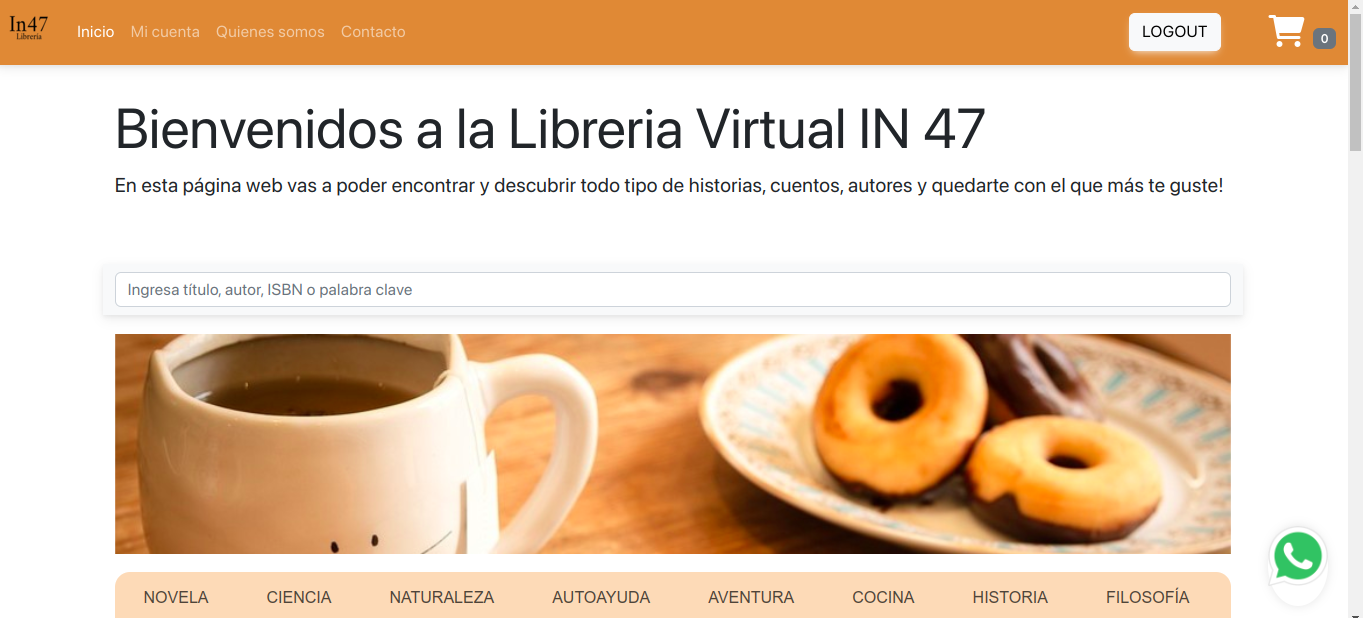 In47
Libreria
Inicio Mi cuenta Quienes somos Contacto LOGOUT 0
Bienvenidos a la Libreria Virtual IN 47
En esta página web vas a poder encontrar y descubrir todo tipo de historias, cuentos, autores y quedarte con el que más te guste!
Ingresa título, autor, ISBN o palabra clave
NOVELA CIENCIA NATURALEZA AUTOAYUDA AVENTURA COCINA HISTORIA FILOSOFÍA